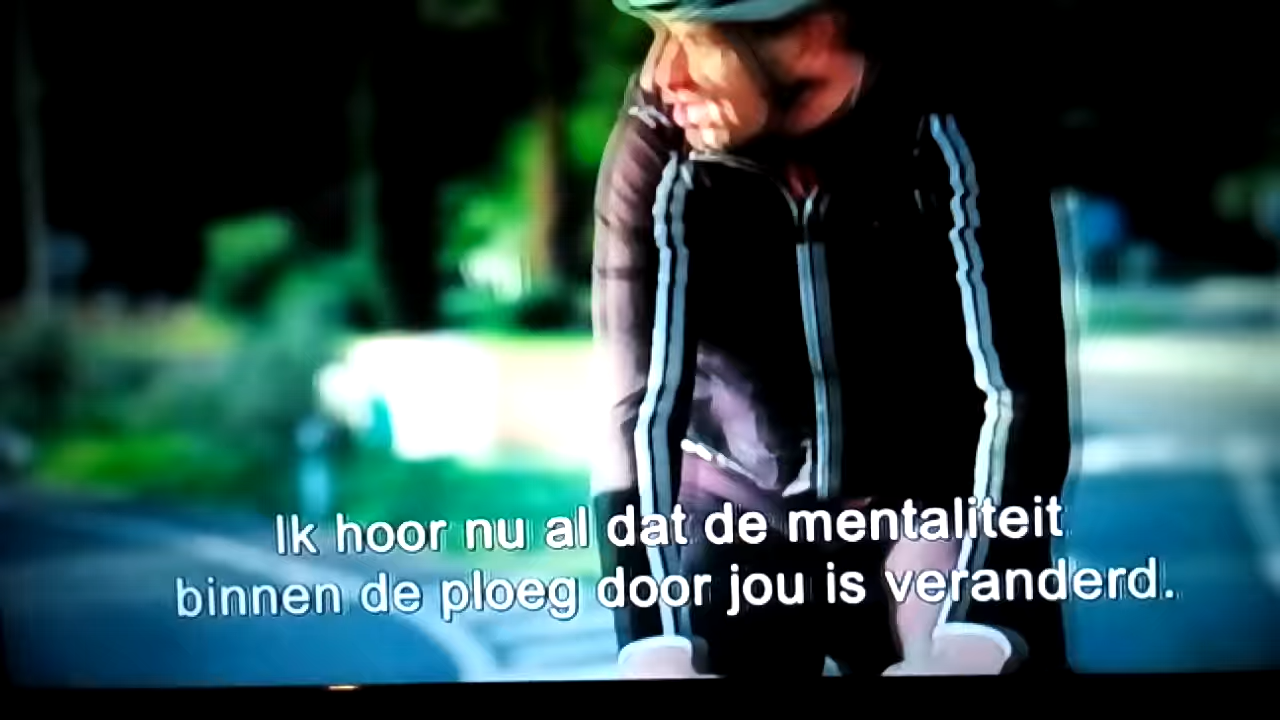 Ik hoor nu al dat de mentaliteit
binnen de ploeg door jou is veranderd.